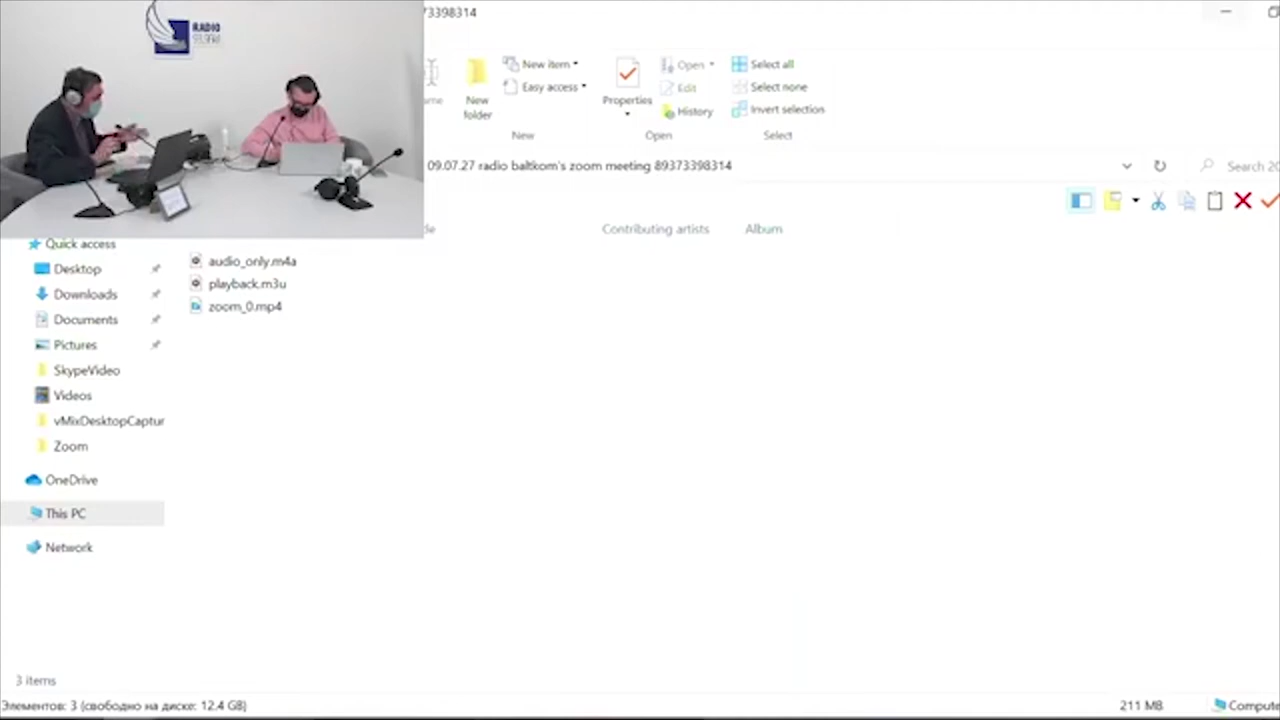 73398314
RADIO
New item
Open
Select all
Easy access
Edit
Select none
New folder
Properties
History
Invert selection
New
Open
Select
09.07.27 radio baltkom's zoom meeting 89373398314
Search 20
Contributing artists
Album
Quick access
Desktop
Downloads
Documents
Pictures
SkypeVideo
Videos
vMixDesktopCaptur
Zoom
OneDrive
This PC
Network
audio_only.m4a
playback.m3u
zoom_0.mp4
3 items
Элементов: 3 (свободно на диске: 12.4 GB)
211 MB
Compute